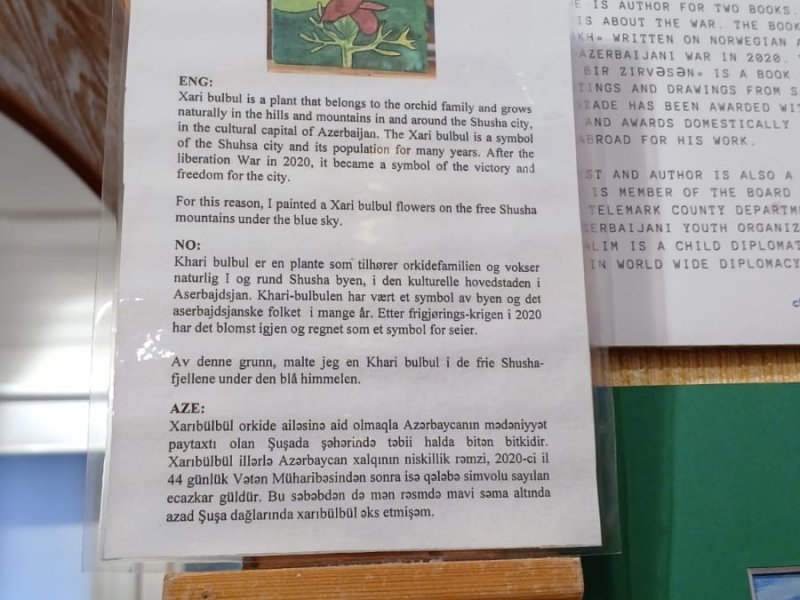 ENG:
Xari bulbul is a plant that belongs to the orchid family and grows
naturally in the hills and mountains in and around the Shusha city,
in the cultural capital of Azerbaijan. The Xari bulbul is a symbol
of the Shuhsa city and its population for many years. After the
liberation War in 2020, it became a symbol of the victory and
freedom for the city.
For this reason, I painted a Xari bulbul flowers on the free Shusha
mountains under the blue sky.
NO:
Khari bulbul er en plante som tilhører orkidefamilien og vokser
naturlig I og rund Shusha byen, i den kulturelle hovedstaden i
Aserbajdsjan. Khari-bulbulen har vært et symbol av byen og det
aserbajdsjanske folket i mange år. Etter frigjørings-krigen i 2020
har det blomst igjen og regnet som et symbol for seier.
Av denne grunn, malte jeg en Khari bulbul i de frie Shusha-
fjellene under den blå himmelen.
AZE:
Xarıbülbül orkide ailəsinə aid olmaqla Azərbaycanın mədəniyyət
paytaxtı olan Şuşada şəhərində təbii halda bitən bitkidir.
Xarıbülbül illərlə Azərbaycan xalqının niskillik rəmzi, 2020-ci il
44 günlük Vətən Müharibəsindən sonra isə qələbə simvolu sayılan
ecazkar güldür. Bu səbəbdən də mən rəsmdə mavi səma altında
azad Şuşa dağlarında xarıbülbül əks etmişəm.
IS AUTHOR FOR TWO BOOKS.
IS ABOUT THE WAR. THE BOOK
WRITTEN ON NORWEGIAN
AZERBAIJANI WAR IN 2020.
BIR ZIRVƏSƏN» IS A BOOK
AND DRAWINGS FROM
HAS BEEN AWARDED
AND AWARDS DOMESTICALLY
ABROAD FOR HIS WORK.
AND AUTHOR IS ALSO A
IS MEMBER OF THE BOARD
TELEMARK COUNTY
YOUTH
IS A CHILD
IN WORLD WIDE DIPLOMACY